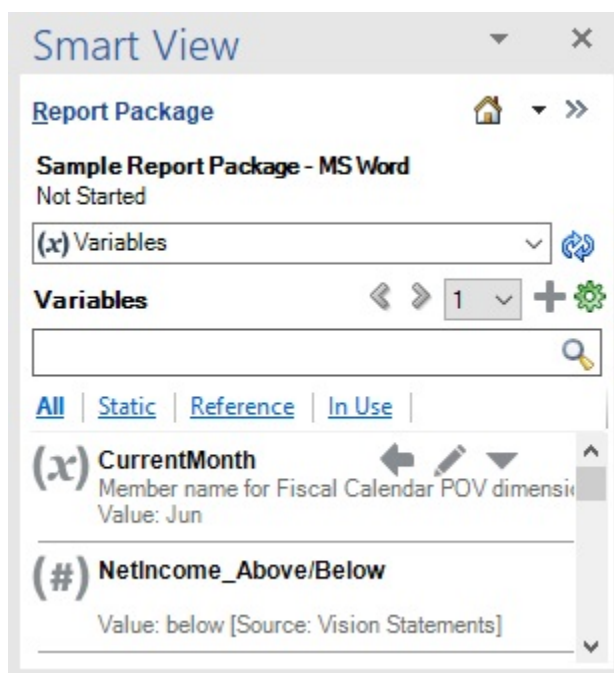 Smart View
Report Package
Sample Report Package - MS Word
Not Started
(x) Variables
Variables 1
All | Static | Reference | In Use |
(x) CurrentMonth
Member name for Fiscal Calendar POV dimensi
Value: Jun
(#) NetIncome_Above/Below
Value: below [Source: Vision Statements]